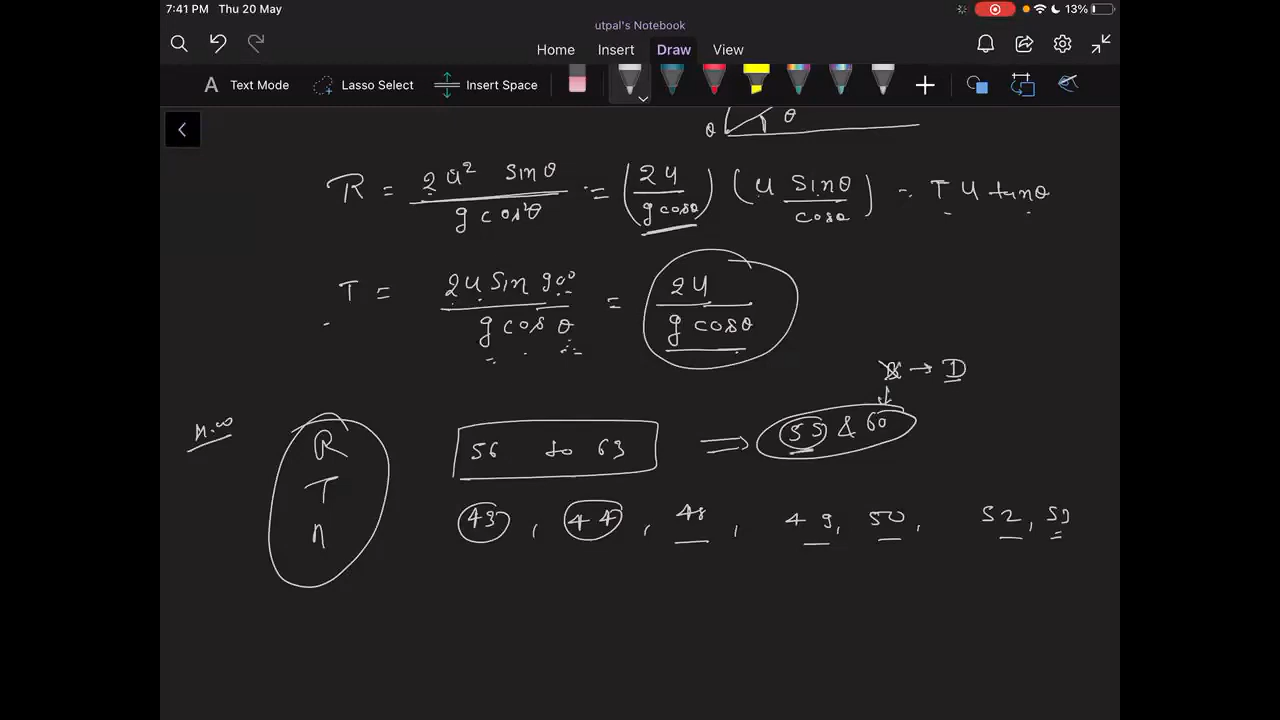 7:41 PM Thu 20 May
13%
utpal's Notebook
Home Insert Draw View
Text Mode Lasso Select Insert Space
θ θ
R = 2u² sinθ / g cos²θ = (2u / g cosθ) (u sinθ / cosθ) = T u tanθ
T = 2u sin 90° / g cos θ = 2u / g cosθ
→ D
H.W
R
T
n
56 to 63 ⇒ 55 & 60
43, 44, 48, 49, 50, 52, 53